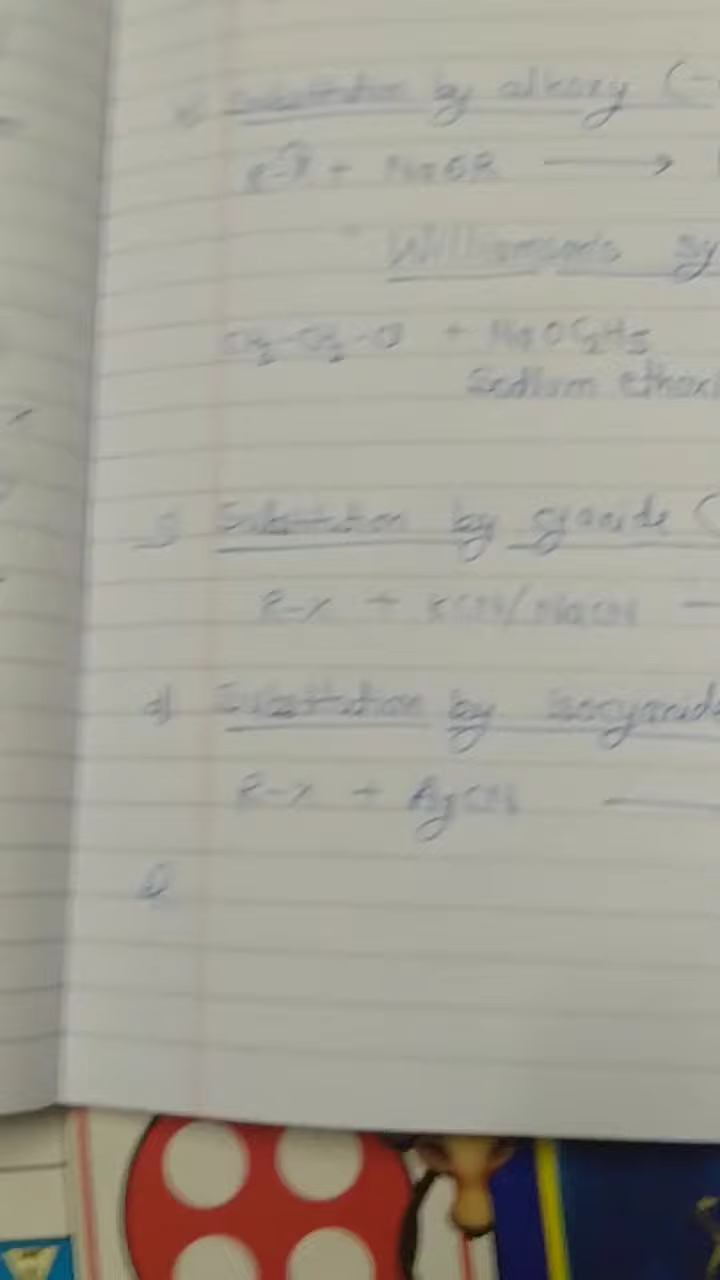 Substitution by alkoxy (-
R-X + NaOR →
Williamson's sy
CH3-CH2-Cl + NaOC2H5
Sodium ethoxi
c) Substitution by cyanide (
R-X + KCN/NaCN —
d) Substitution by isocyanide
R-X + AgCN —